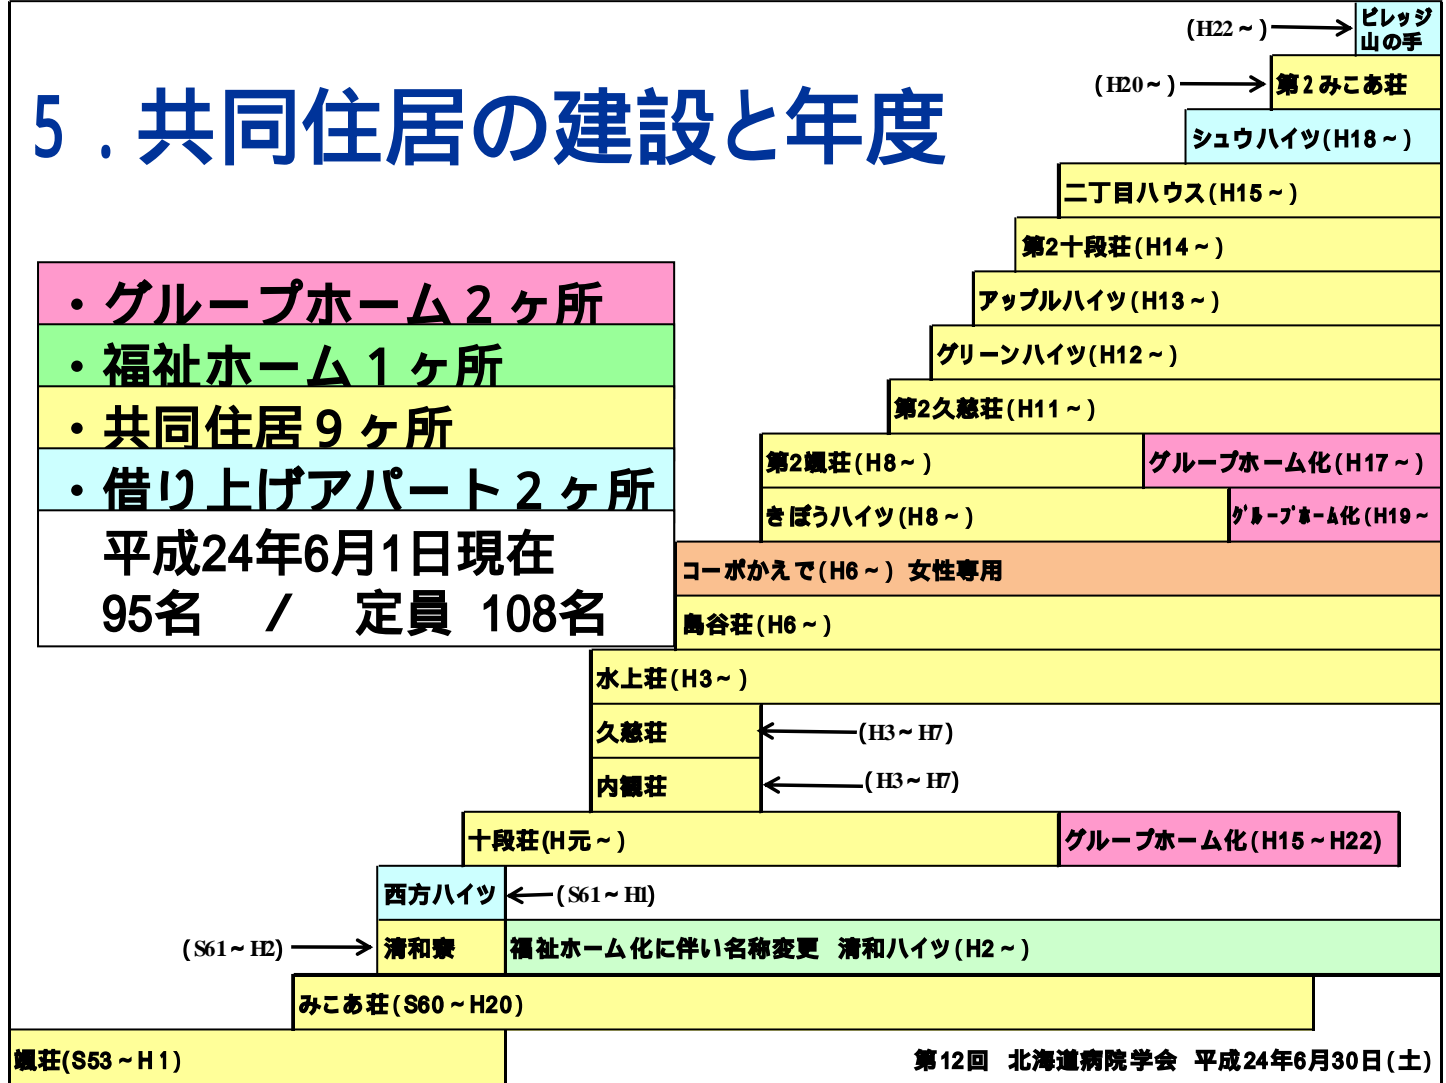 5．共同住居の建設と年度
・グループホーム2ヶ所
・福祉ホーム1ヶ所
・共同住居9ヶ所
・借り上げアパート2ヶ所
平成24年6月1日現在
95名　/　定員 108名
(H22～)
ビレッジ
山の手
(H20～)
第2みこあ荘
シュウハイツ(H18～)
二丁目ハウス(H15～)
第2十段荘(H14～)
アップルハイツ(H13～)
グリーンハイツ(H12～)
第2久慈荘(H11～)
第2颯荘(H8～)
グループホーム化(H17～)
きぼうハイツ(H8～)
グループホーム化(H19～
コーポかえで(H6～) 女性専用
島谷荘(H6～)
水上荘(H3～)
久慈荘
(H3～H7)
内観荘
(H3～H7)
十段荘(H元～)
グループホーム化(H15～H22)
西方ハイツ
(S61～H1)
(S61～H2)
清和寮
福祉ホーム化に伴い名称変更　清和ハイツ(H2～)
みこあ荘(S60～H20)
颯荘(S53～H1)
第12回　北海道病院学会　平成24年6月30日(土)